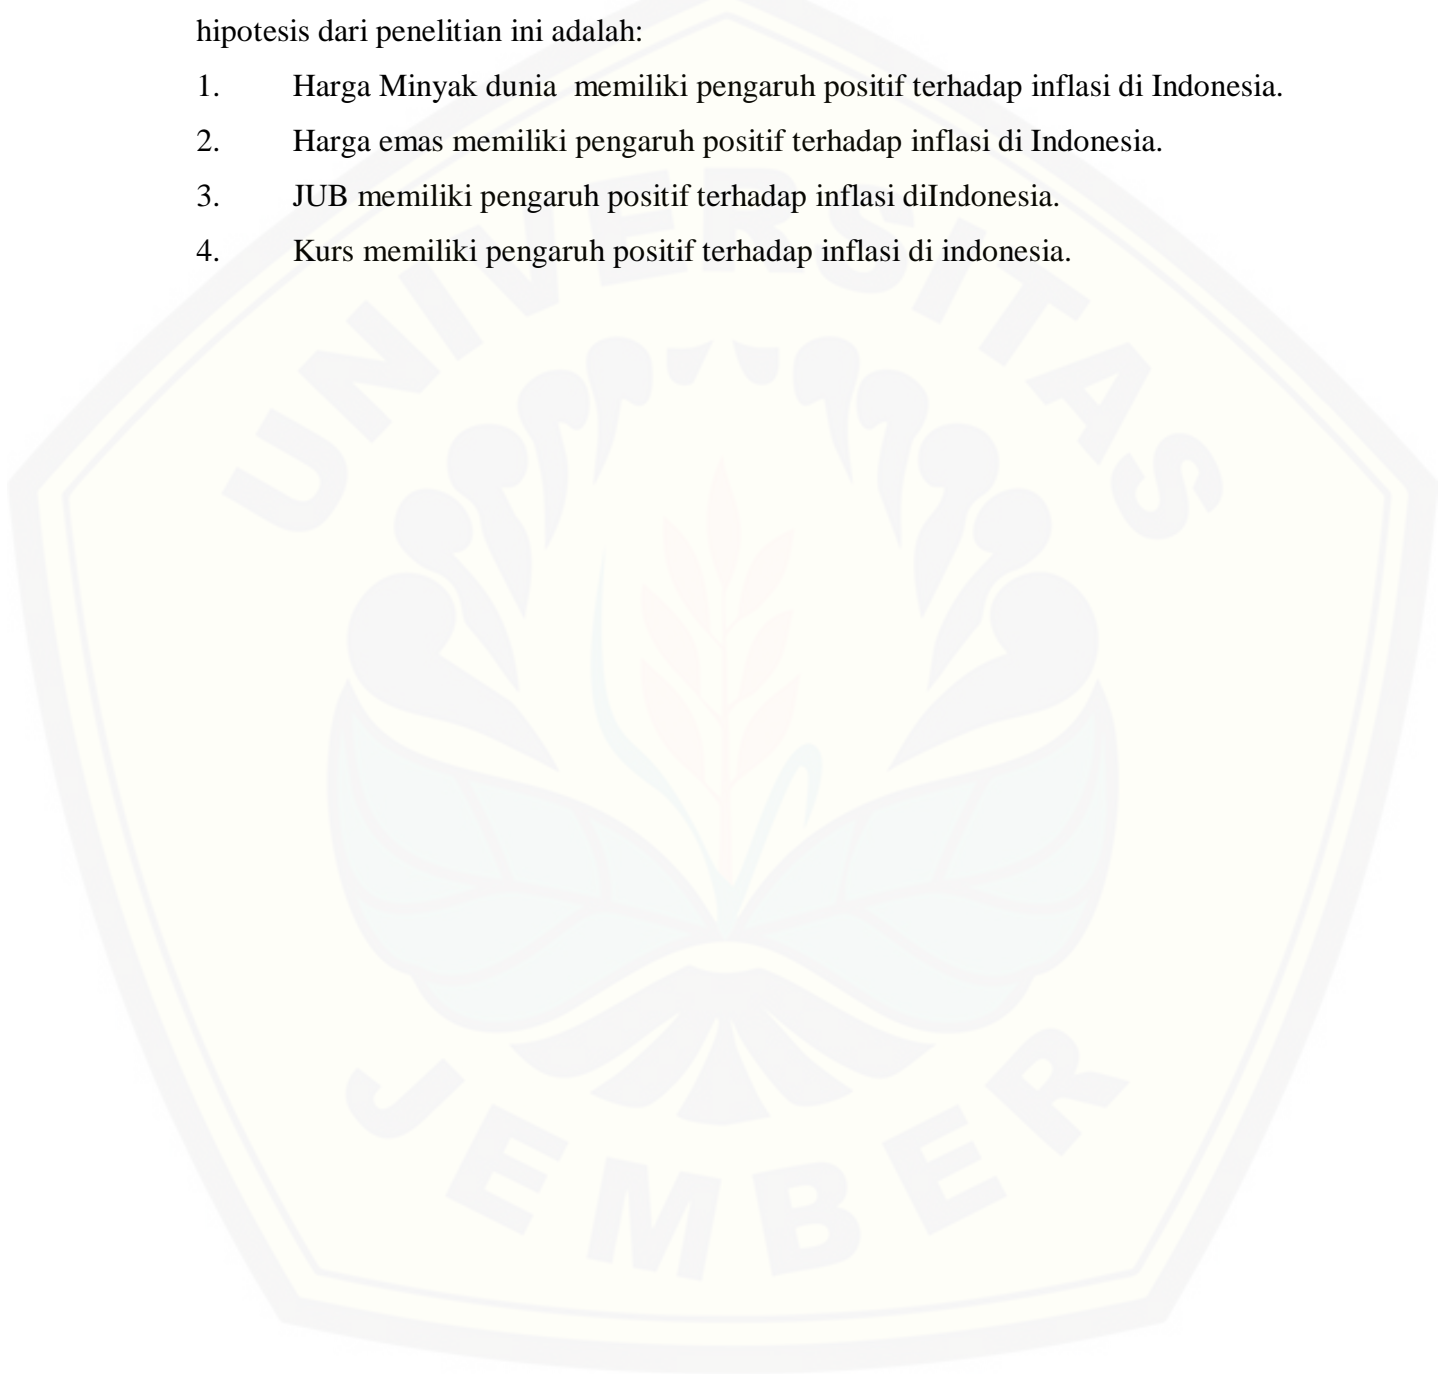 hipotesis dari penelitian ini adalah:
1. Harga Minyak dunia memiliki pengaruh positif terhadap inflasi di Indonesia.
2. Harga emas memiliki pengaruh positif terhadap inflasi di Indonesia.
3. JUB memiliki pengaruh positif terhadap inflasi diIndonesia.
4. Kurs memiliki pengaruh positif terhadap inflasi di indonesia.
UNIVERSITAS
JEMBER